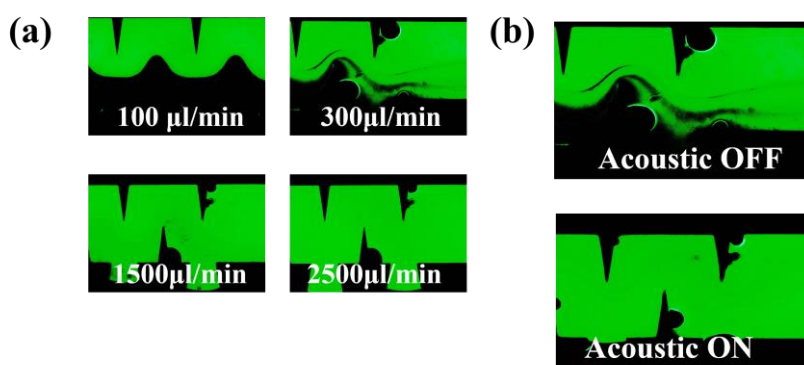 (a)
100 μl/min
300μl/min
1500μl/min
2500μl/min
(b)
Acoustic OFF
Acoustic ON